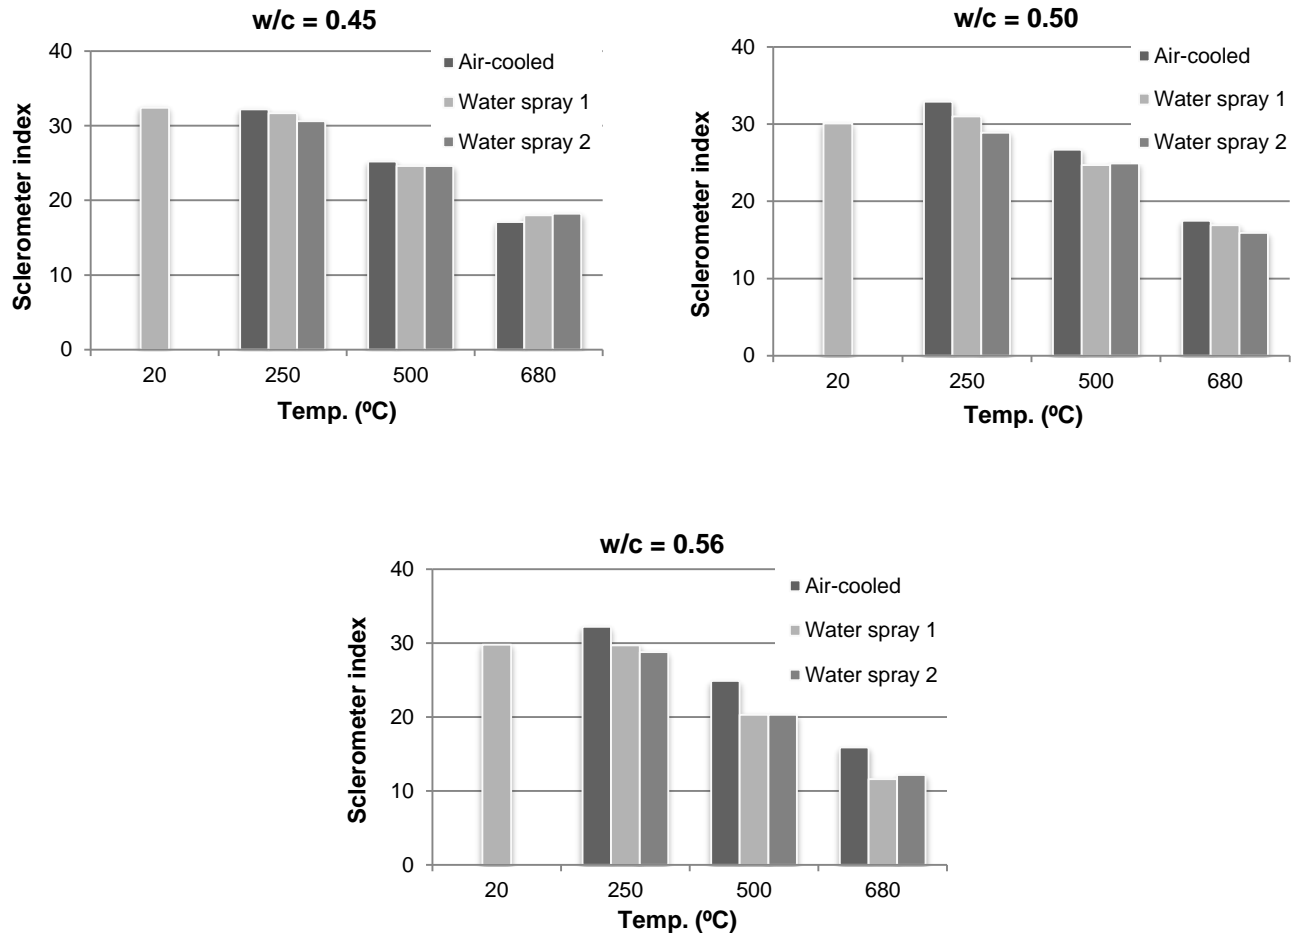 w/c = 0.45
40
30
20
10
0
Sclerometer index
Air-cooled
Water spray 1
Water spray 2
20 250 500 680
Temp. (ºC)
w/c = 0.50
40
30
20
10
0
Sclerometer index
Air-cooled
Water spray 1
Water spray 2
20 250 500 680
Temp. (ºC)
w/c = 0.56
40
30
20
10
0
Sclerometer index
Air-cooled
Water spray 1
Water spray 2
20 250 500 680
Temp. (ºC)